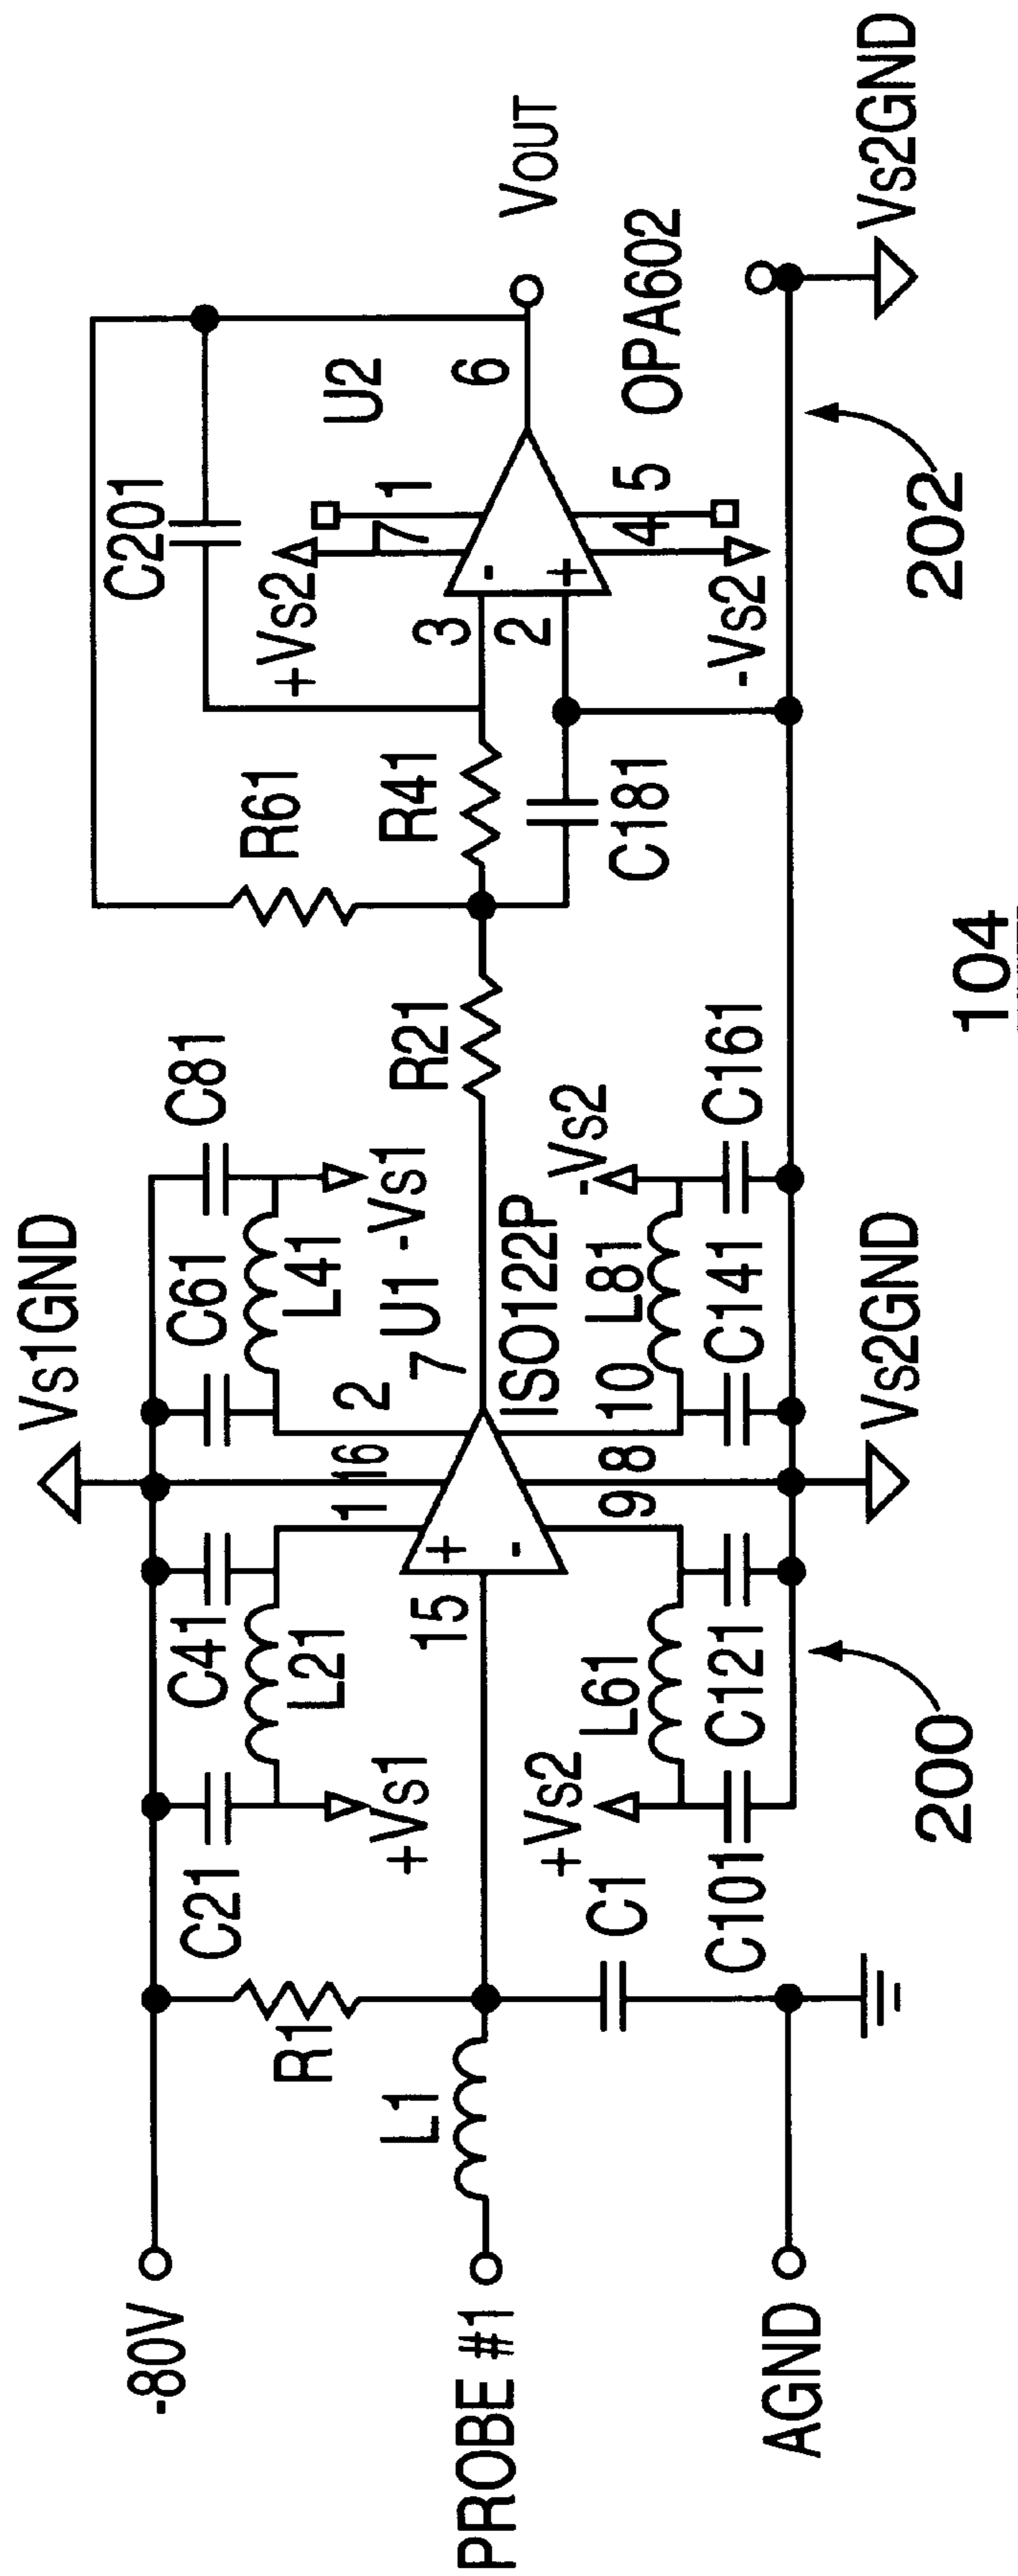 Vs1GND
-80V
C21
C41
C61
C81
R1
L21
L41
+Vs1
-Vs1
1
16
2
U1
7
PROBE #1
L1
15
+
-
ISO122P
R21
R61
R41
C201
+Vs2
7
1
U2
3
2
-
+
6
VOUT
4
5
OPA602
-Vs2
C181
C1
+Vs2
L61
9
8
10
L81
-Vs2
C101
C121
C141
C161
AGND
Vs2GND
Vs2GND
200
202
104